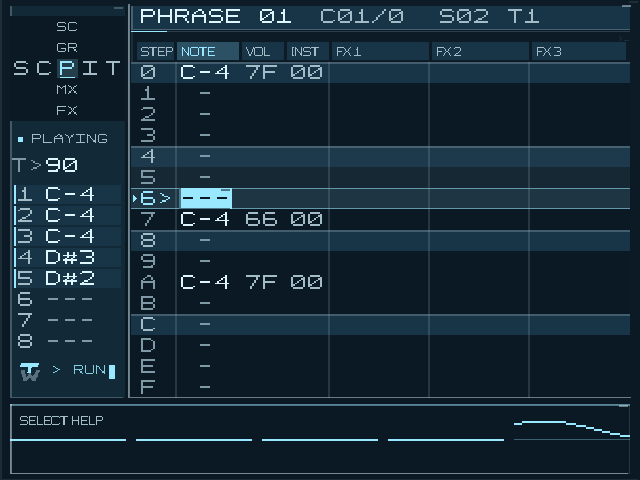 SC
GR
S C P I T
MX
FX
PLAYING
T>90
1 C-4
2 C-4
3 C-4
4 D#3
5 D#2
6 ---
7 ---
8 ---
TW > RUN
PHRASE 01 C01/0 S02 T1
STEP NOTE VOL INST FX1 FX2 FX3
0 C-4 7F 00
1 -
2 -
3 -
4 -
5 -
6> ---
7 C-4 66 00
8 -
9 -
A C-4 7F 00
B -
C -
D -
E -
F -
SELECT HELP